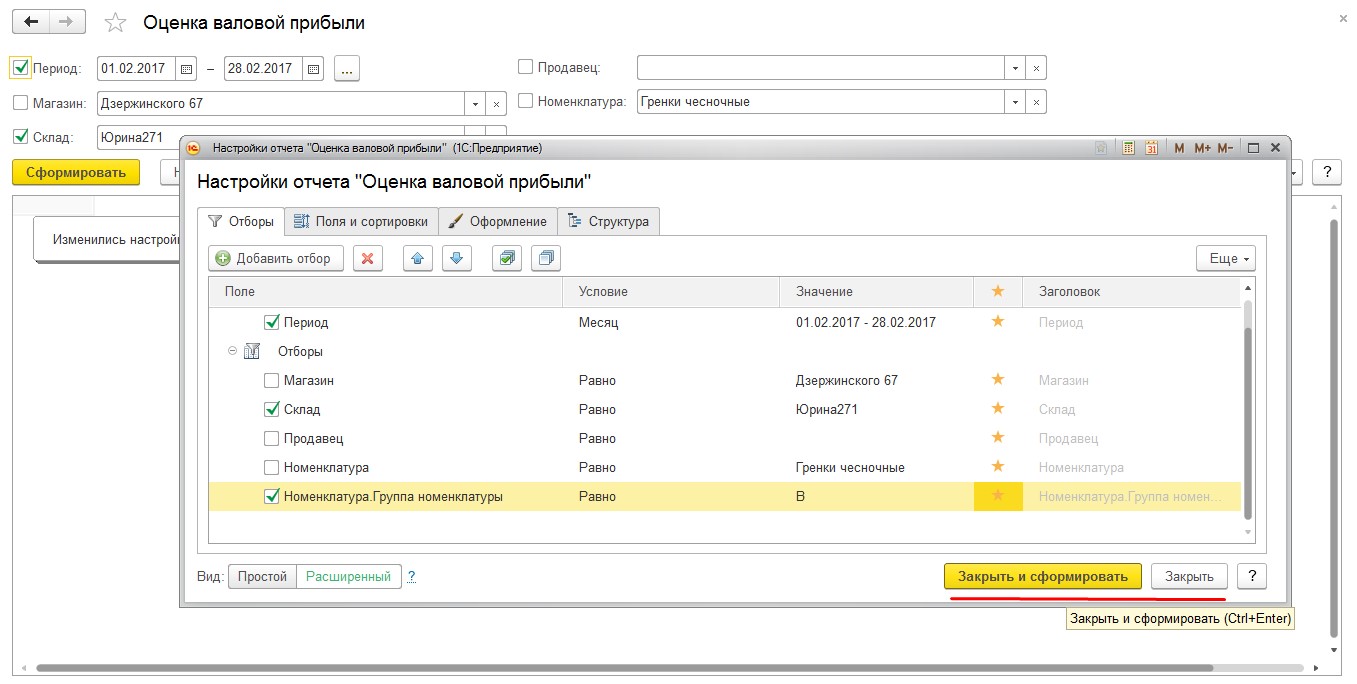 Оценка валовой прибыли
Период: 01.02.2017 – 28.02.2017 ... Продавец:
Магазин: Дзержинского 67 Номенклатура: Гренки чесночные
Склад: Юрина271
Настройки отчета "Оценка валовой прибыли" (1С:Предприятие) M M+ M-
Сформировать Н ?
Настройки отчета "Оценка валовой прибыли"
Отборы Поля и сортировки Оформление Структура
Изменились настрой
Добавить отбор Еще
Поле Условие Значение Заголовок
Период Месяц 01.02.2017 - 28.02.2017 Период
Отборы
Магазин Равно Дзержинского 67 Магазин
Склад Равно Юрина271 Склад
Продавец Равно Продавец
Номенклатура Равно Гренки чесночные Номенклатура
Номенклатура.Группа номенклатуры Равно В Номенклатура.Группа номен...
Вид: Простой Расширенный ? Закрыть и сформировать Закрыть ?
Закрыть и сформировать (Ctrl+Enter)